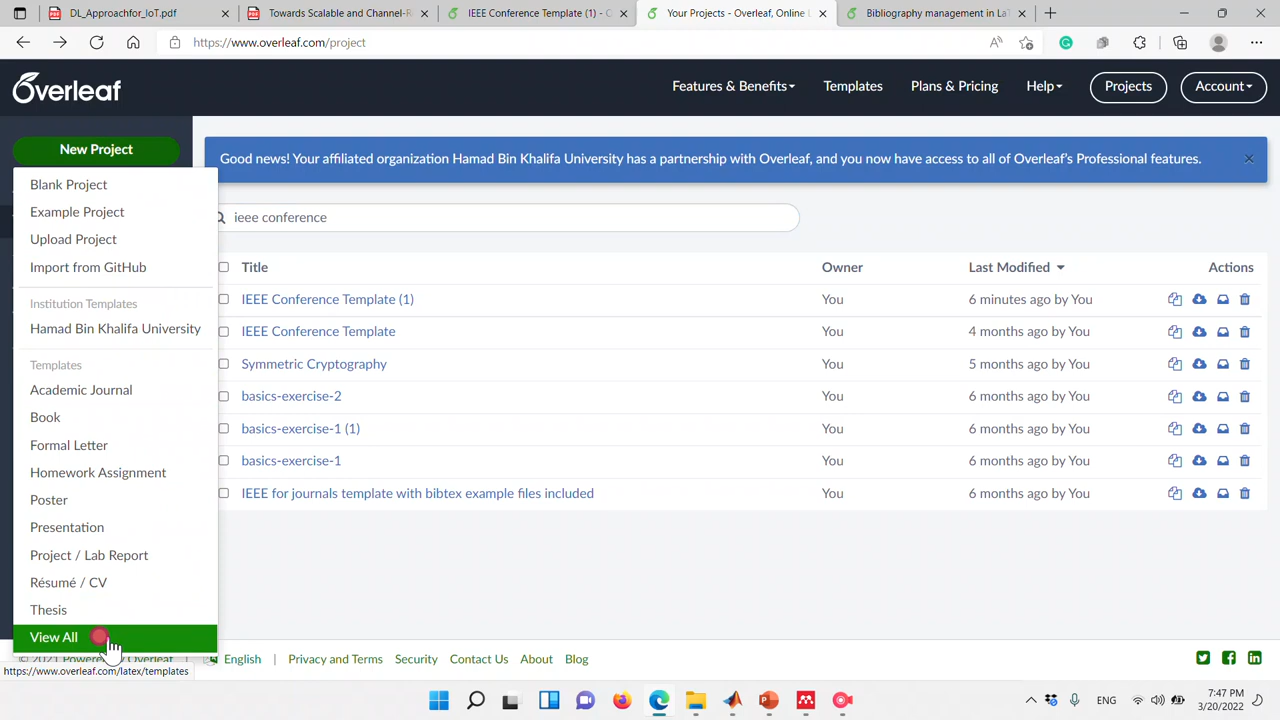 DL_Approachfor_IoT.pdf
Towards Scalable and Channel-R
IEEE Conference Template (1) - O
Your Projects - Overleaf, Online L
Bibliography management in LaT
https://www.overleaf.com/project
Overleaf
Features & Benefits
Templates
Plans & Pricing
Help
Projects
Account
New Project
Good news! Your affiliated organization Hamad Bin Khalifa University has a partnership with Overleaf, and you now have access to all of Overleaf's Professional features.
Blank Project
Example Project
Upload Project
Import from GitHub
Institution Templates
Hamad Bin Khalifa University
Templates
Academic Journal
Book
Formal Letter
Homework Assignment
Poster
Presentation
Project / Lab Report
Résumé / CV
Thesis
View All
ieee conference
Title Owner Last Modified Actions
IEEE Conference Template (1) You 6 minutes ago by You
IEEE Conference Template You 4 months ago by You
Symmetric Cryptography You 5 months ago by You
basics-exercise-2 You 6 months ago by You
basics-exercise-1 (1) You 6 months ago by You
basics-exercise-1 You 6 months ago by You
IEEE for journals template with bibtex example files included You 6 months ago by You
© 2021 Powered by Overleaf
English | Privacy and Terms Security Contact Us About Blog
https://www.overleaf.com/latex/templates
ENG
7:47 PM
3/20/2022